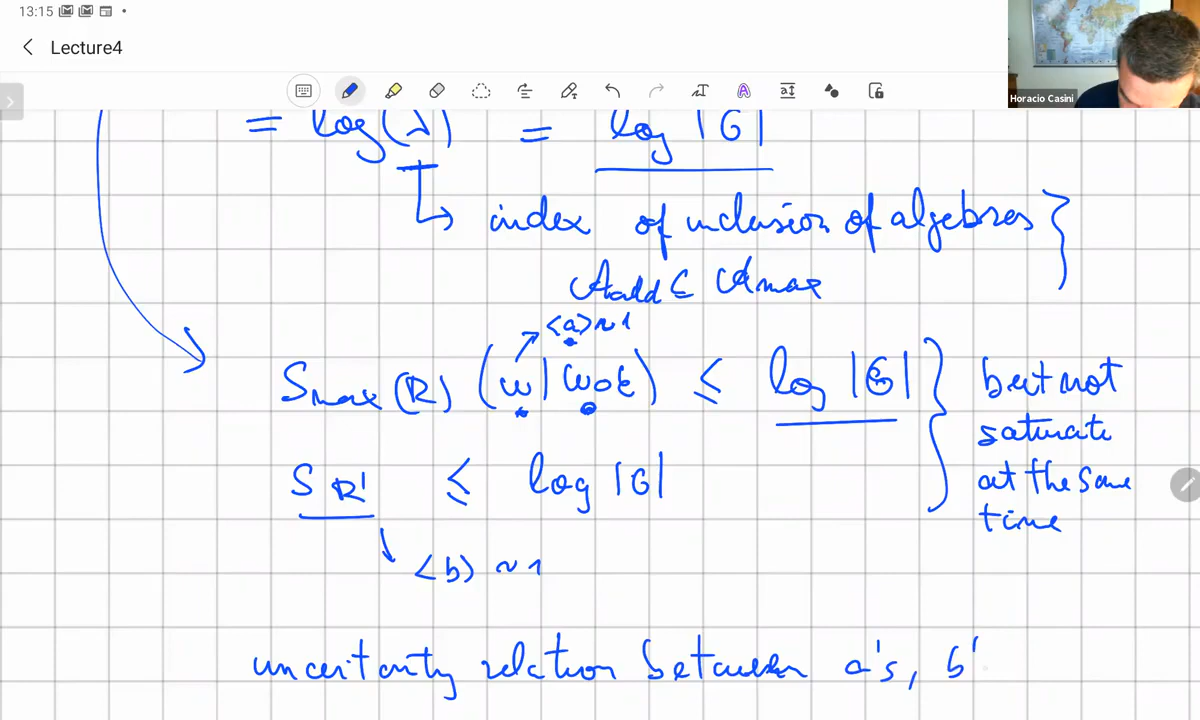 13:15
Lecture4
Horacio Casini
= log(λ) = log |G|
↳ index of inclusion of algebras
Aadd ⊂ Amax
<a> ~ 1
Smax(R) (ω|ω∘ε) ≤ log |G| } but not
saturate
S R' ≤ log |G| at the same
time
<b> ~ 1
uncertainty relation between a's, b'